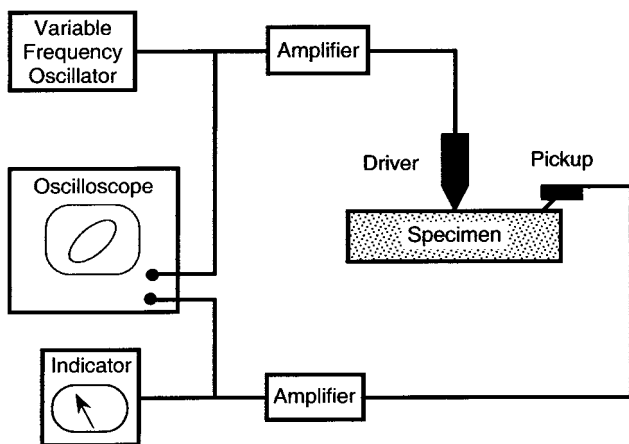 Variable
Frequency
Oscillator
Amplifier
Driver
Pickup
Oscilloscope
Specimen
Indicator
Amplifier